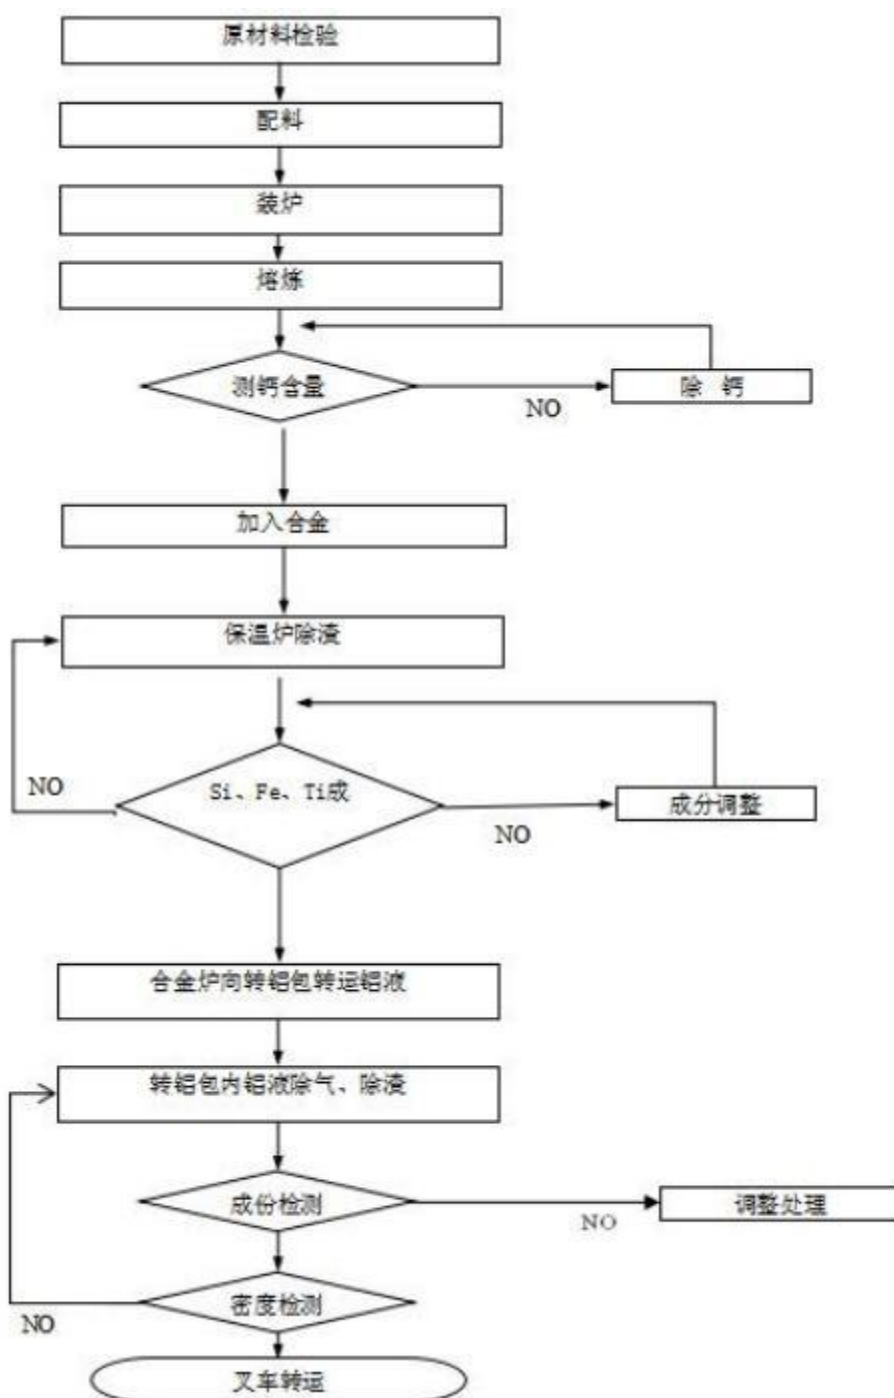 原材料检验
配料
装炉
熔炼
测钙含量
NO
除 钙
加入合金
保温炉除渣
NO
Si、Fe、Ti成
NO
成分调整
合金炉向转铝包转运铝液
转铝包内铝液除气、除渣
成份检测
NO
调整处理
密度检测
NO
叉车转运